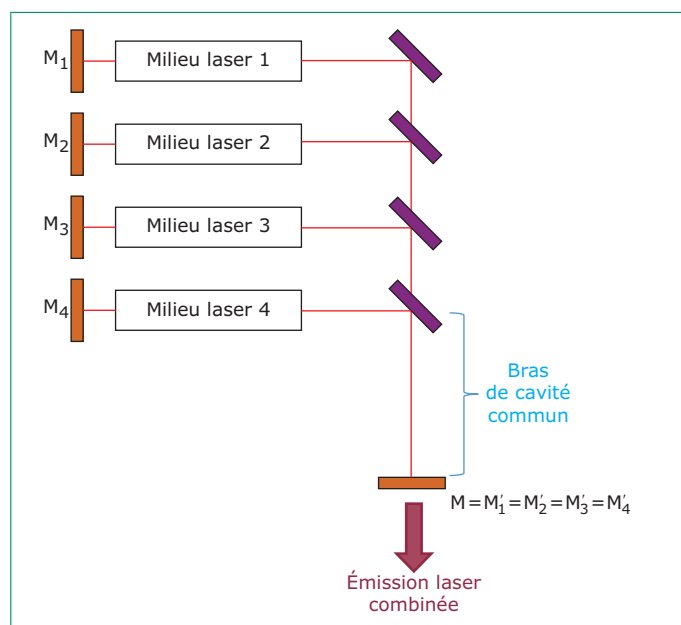 M₁
Milieu laser 1
M₂
Milieu laser 2
M₃
Milieu laser 3
M₄
Milieu laser 4
Bras
de cavité
commun
M = M′₁ = M′₂ = M′₃ = M′₄
Émission laser
combinée